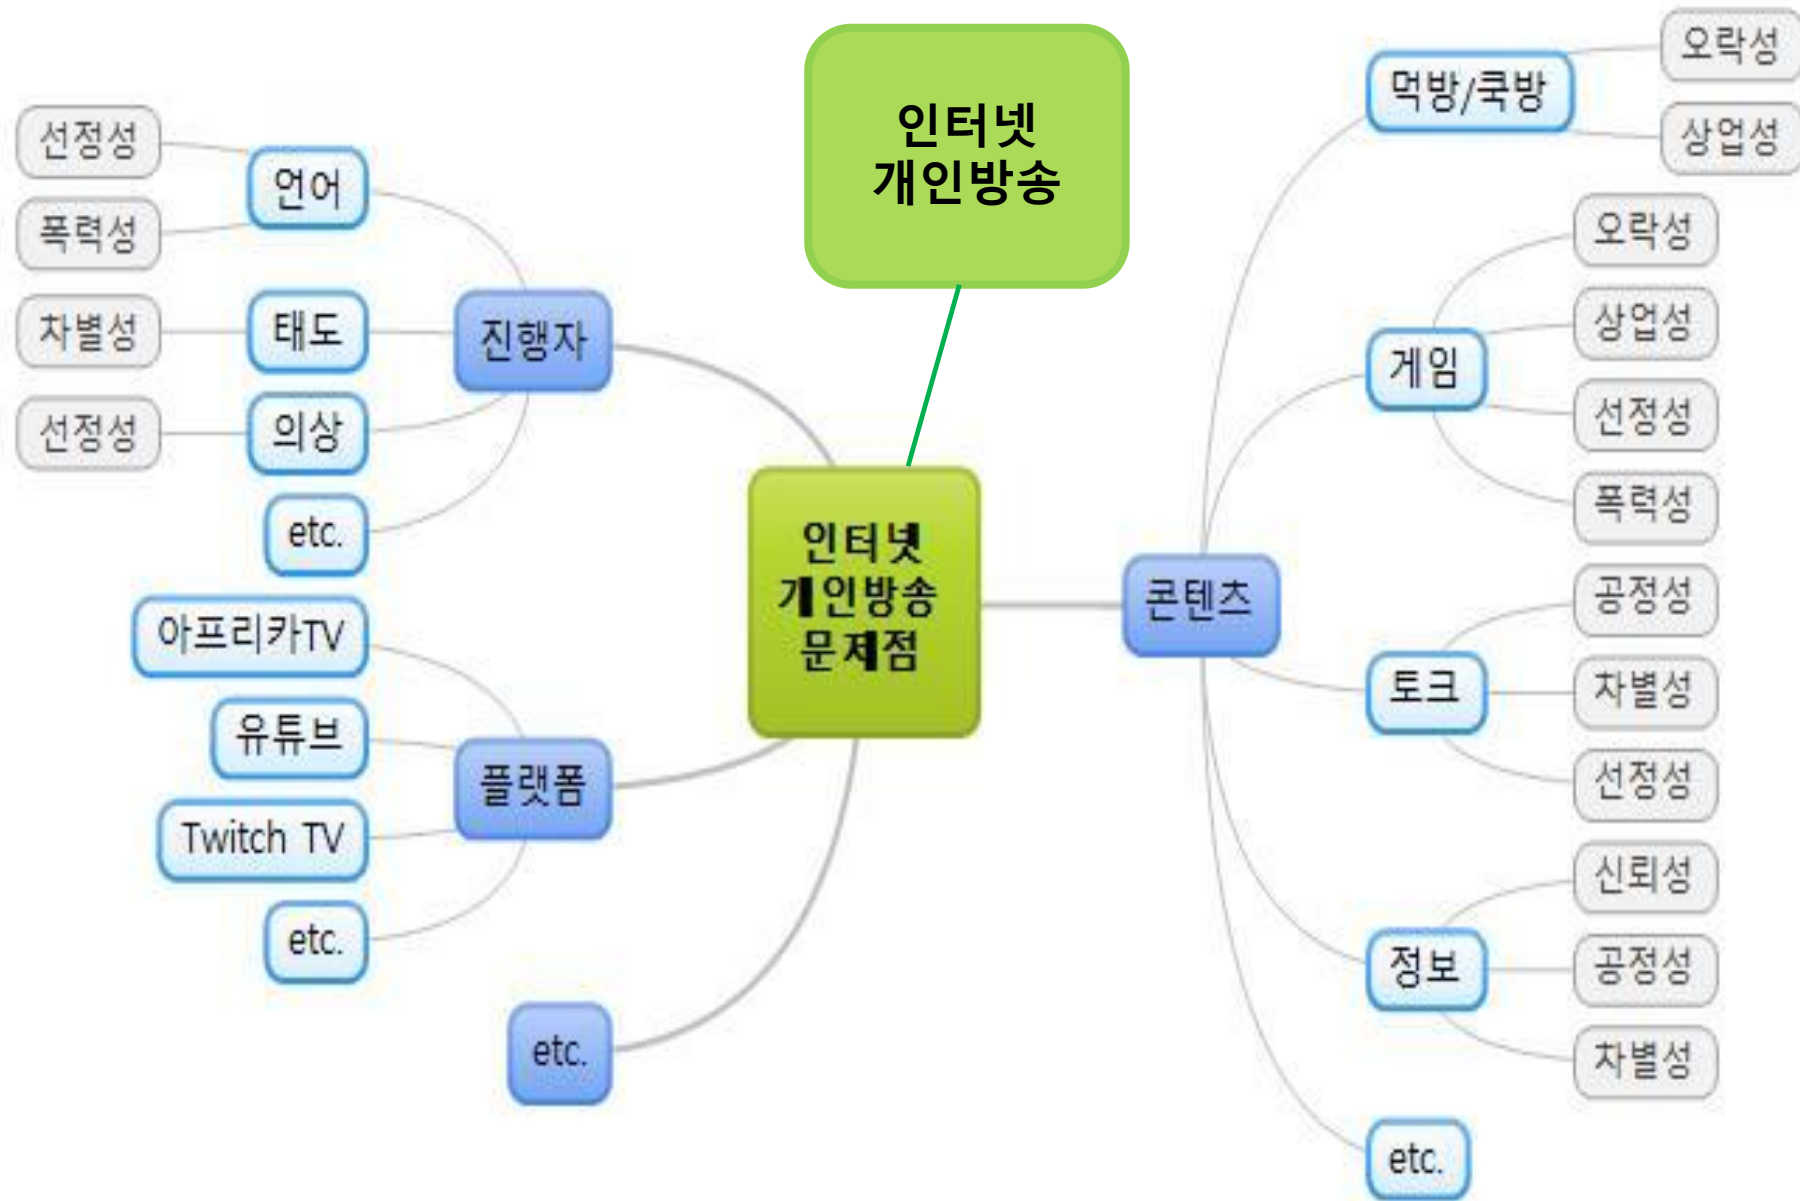 인터넷
개인방송
인터넷
개인방송
문제점
진행자
언어
선정성
폭력성
태도
차별성
의상
선정성
etc.
플랫폼
아프리카TV
유튜브
Twitch TV
etc.
etc.
콘텐츠
먹방/쿡방
오락성
상업성
게임
오락성
상업성
선정성
폭력성
토크
공정성
차별성
선정성
정보
신뢰성
공정성
차별성
etc.